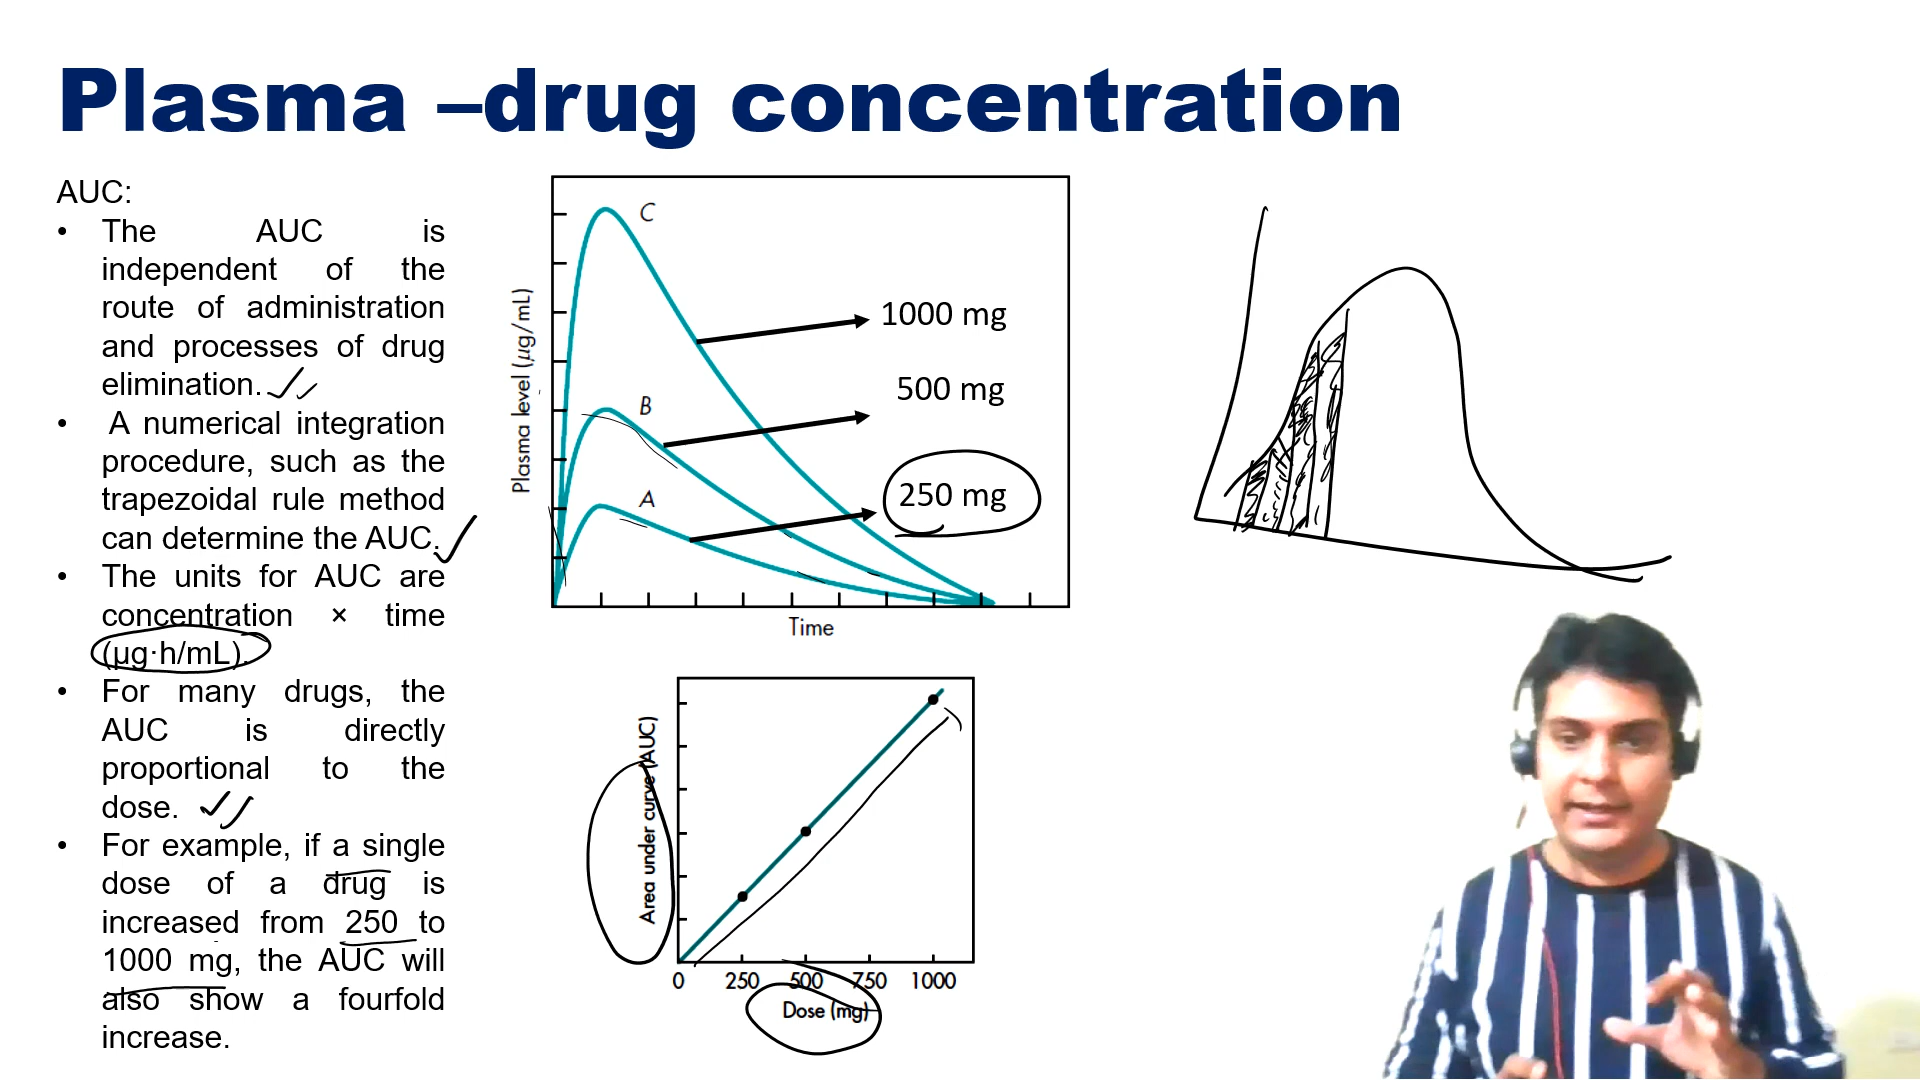 Plasma –drug concentration
AUC:
• The AUC is
independent of the
route of administration
and processes of drug
elimination.
• A numerical integration
procedure, such as the
trapezoidal rule method
can determine the AUC.
• The units for AUC are
concentration × time
(μg·h/mL).
• For many drugs, the
AUC is directly
proportional to the
dose.
• For example, if a single
dose of a drug is
increased from 250 to
1000 mg, the AUC will
also show a fourfold
increase.
Plasma level (μg/mL)
C
B
A
1000 mg
500 mg
250 mg
Time
Area under curve (AUC)
0 250 500 750 1000
Dose (mg)